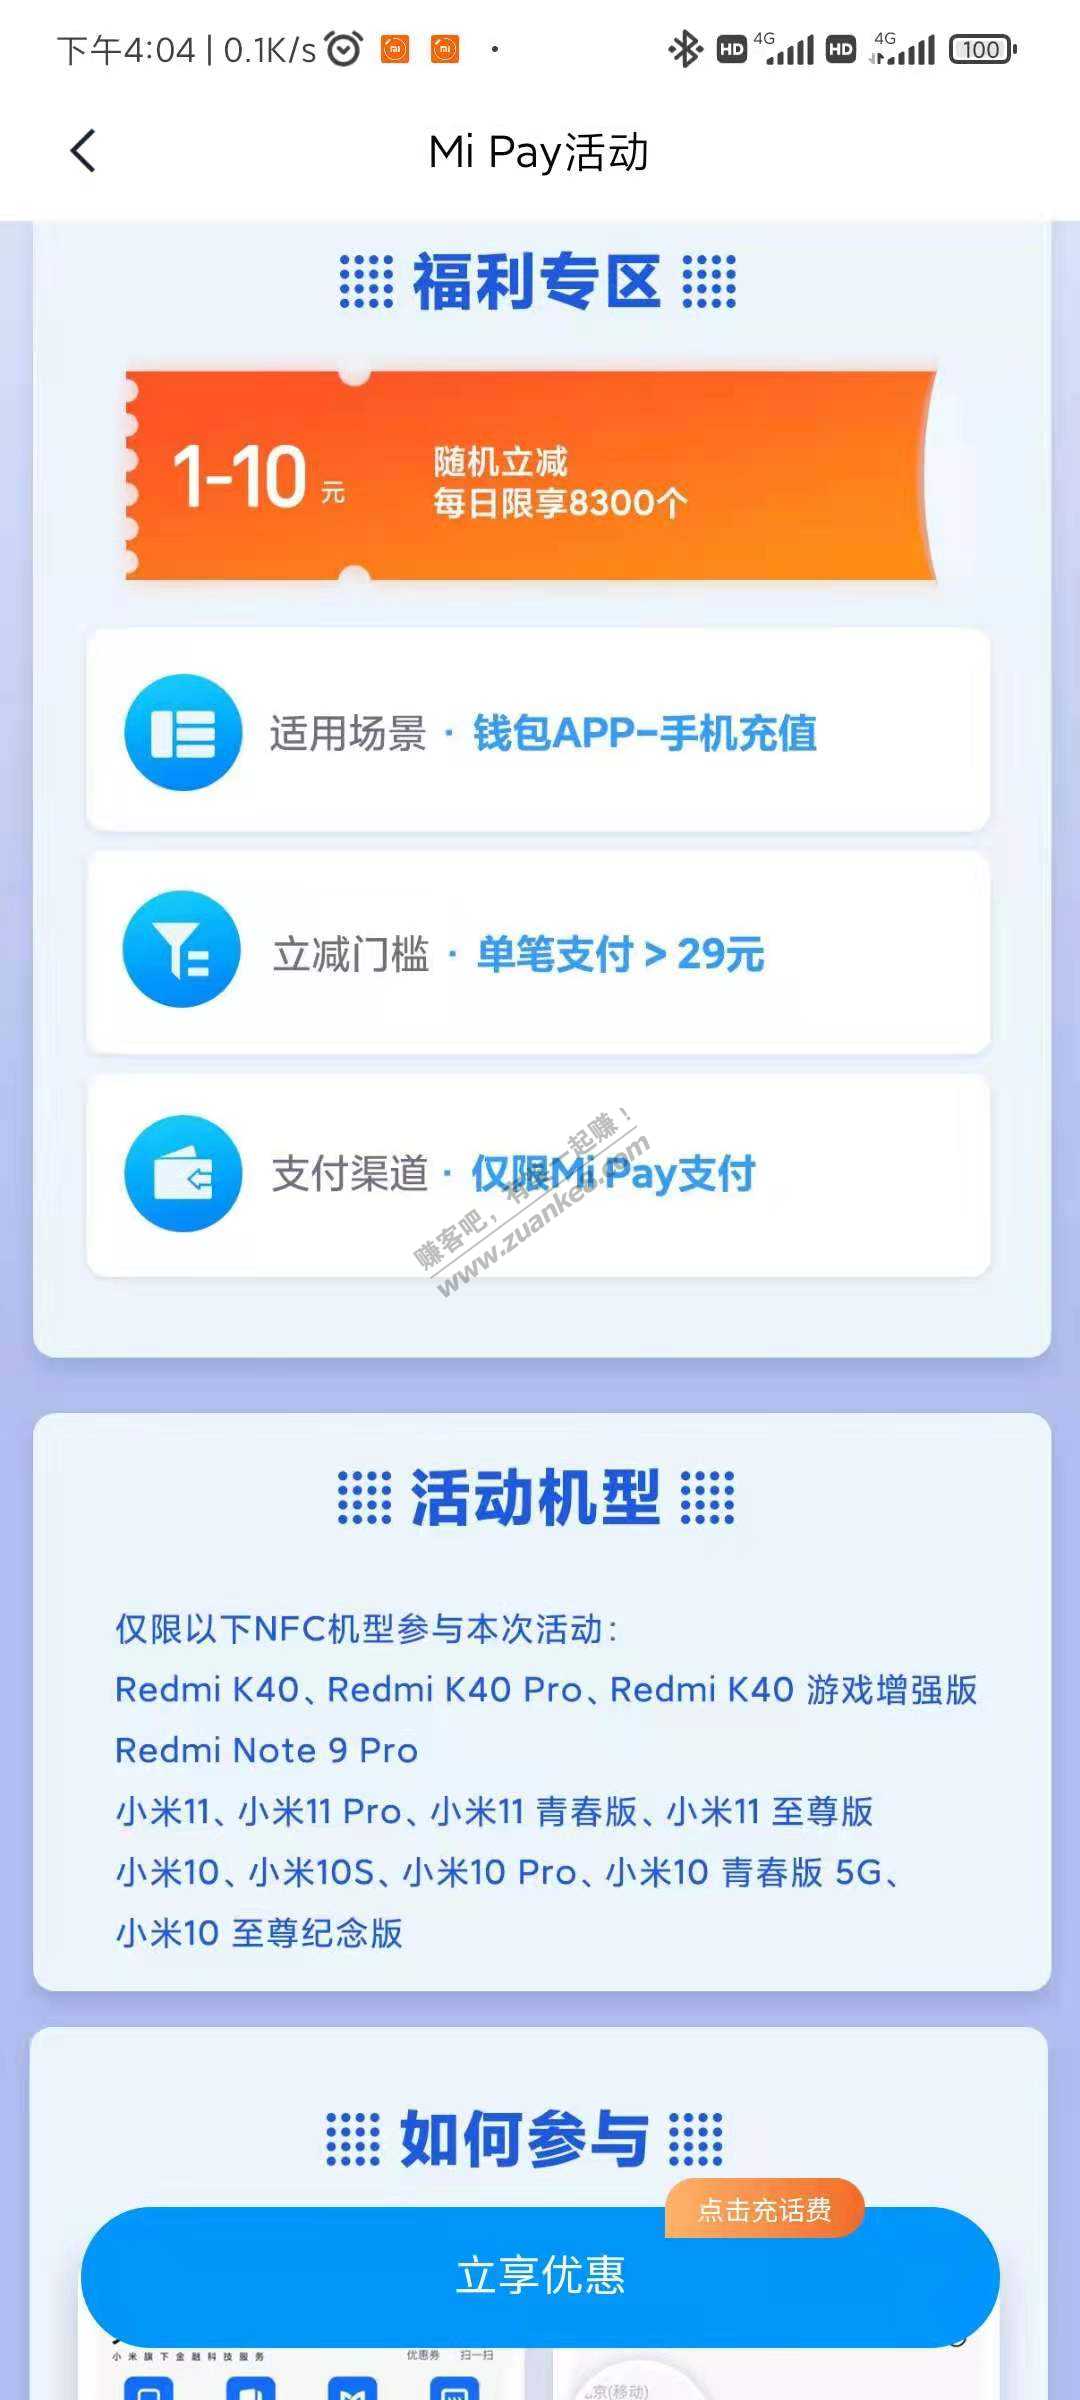 下午4:04 | 0.1K/s
4G HD 4G HD 100
Mi Pay活动
福利专区
1-10元
随机立减
每日限享8300个
适用场景 · 钱包APP-手机充值
立减门槛 · 单笔支付 > 29元
支付渠道 · 仅限Mi Pay支付
赚客吧，有奖一起赚！
www.zuanke8.com
活动机型
仅限以下NFC机型参与本次活动：
Redmi K40、Redmi K40 Pro、Redmi K40 游戏增强版
Redmi Note 9 Pro
小米11、小米11 Pro、小米11 青春版、小米11 至尊版
小米10、小米10S、小米10 Pro、小米10 青春版 5G、
小米10 至尊纪念版
如何参与
点击充话费
立享优惠
小米旗下金融科技服务
优惠券 扫一扫
京(移动)